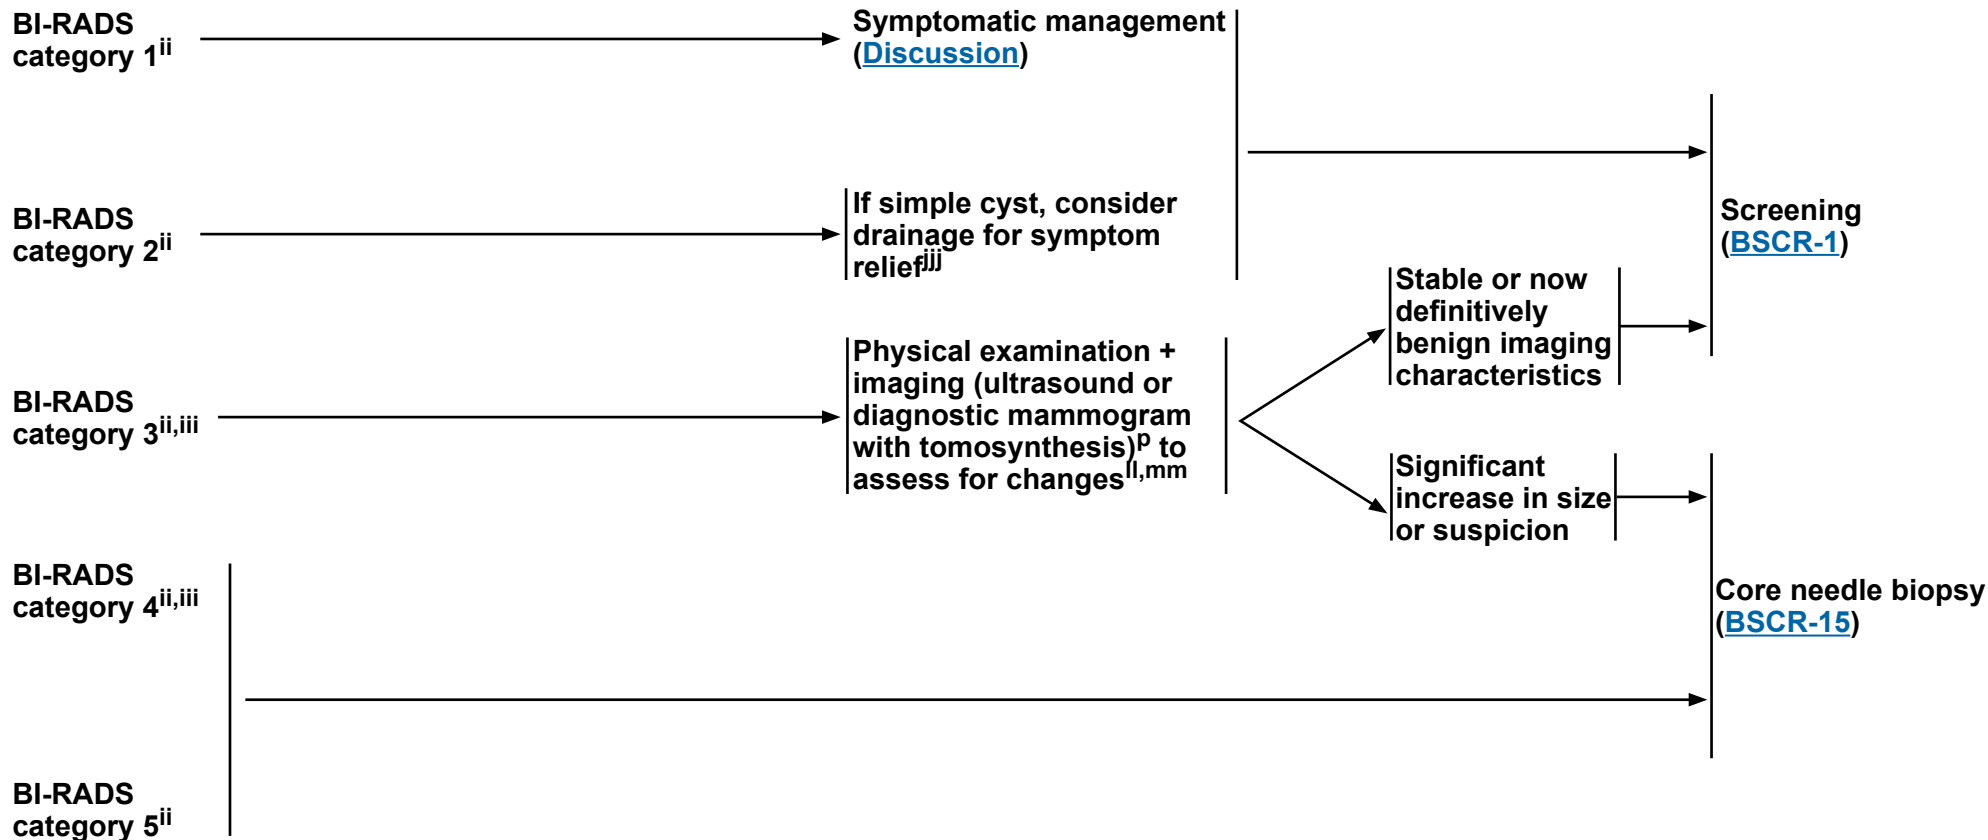 BI-RADS
category 1ii
Symptomatic management
(Discussion)
BI-RADS
category 2ii
If simple cyst, consider
drainage for symptom
reliefjjj
Screening
(BSCR-1)
BI-RADS
category 3ii,iii
Physical examination +
imaging (ultrasound or
diagnostic mammogram
with tomosynthesis)p to
assess for changesll,mm
Stable or now
definitively
benign imaging
characteristics
Significant
increase in size
or suspicion
BI-RADS
category 4ii,iii
Core needle biopsy
(BSCR-15)
BI-RADS
category 5ii